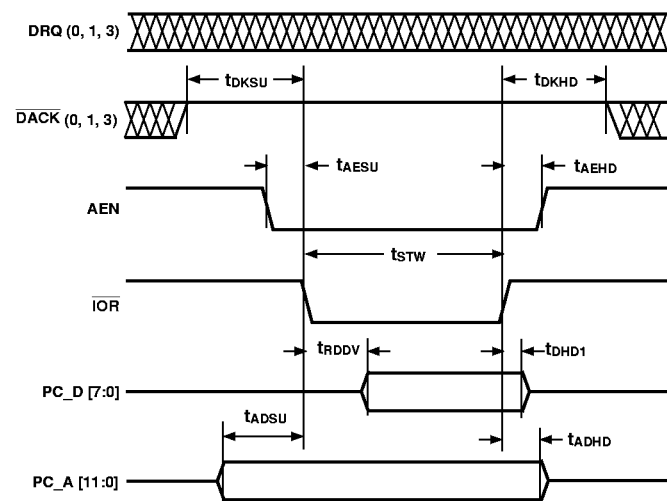 DRQ (0, 1, 3)
tDKSU
tDKHD
DACK (0, 1, 3)
tAESU
tAEHD
AEN
tSTW
IOR
tRDDV
tDHD1
PC_D [7:0]
tADSU
tADHD
PC_A [11:0]